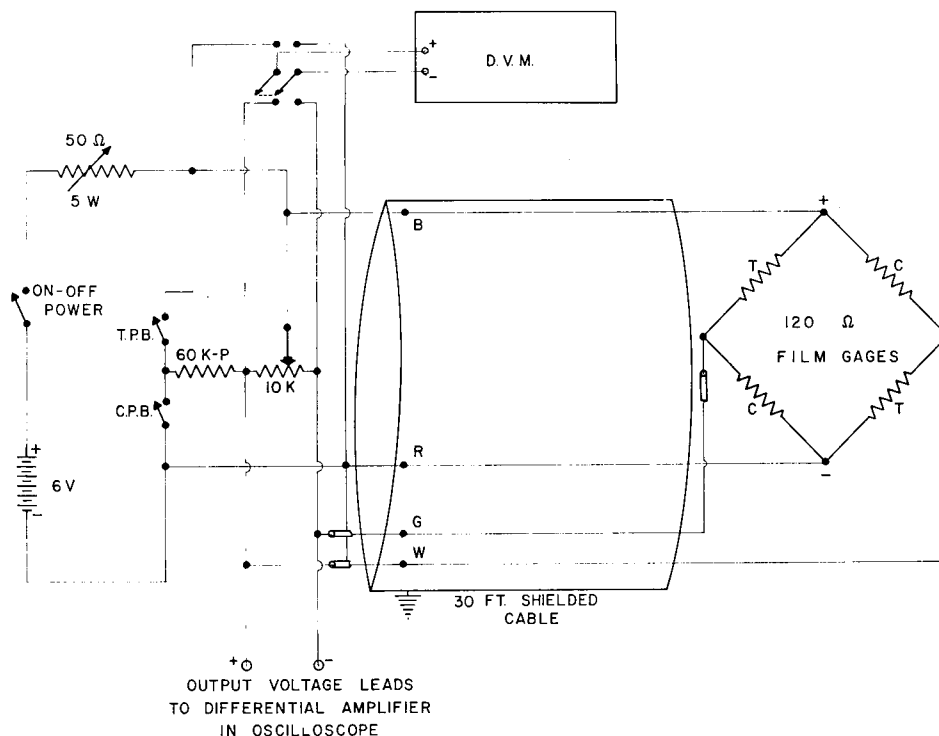 +
D. V. M.
−
50 Ω
5 W
B
+
T
C
ON-OFF
POWER
T.P.B.
60 K-P
10 K
120 Ω
FILM GAGES
C.P.B.
C
T
+
6 V
−
R
−
G
W
30 FT. SHIELDED
CABLE
+
−
OUTPUT VOLTAGE LEADS
TO DIFFERENTIAL AMPLIFIER
IN OSCILLOSCOPE